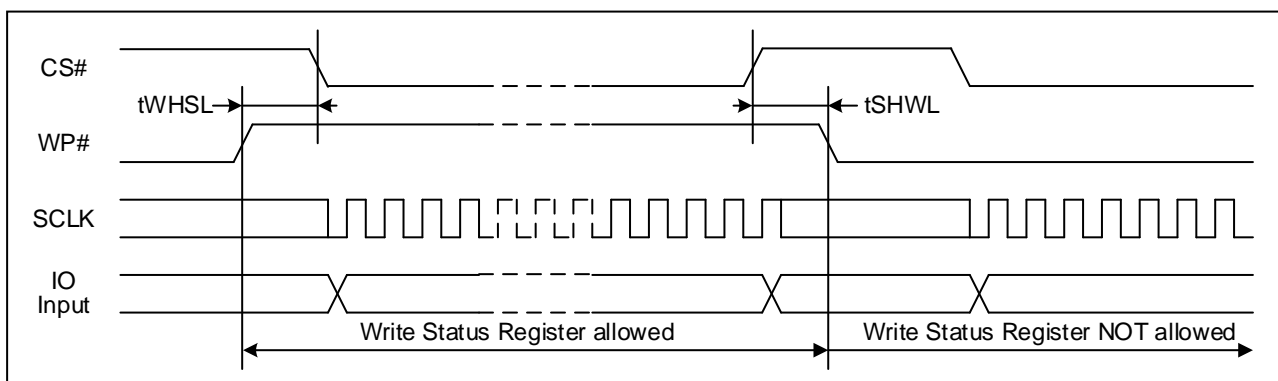 CS#
tWHSL
tSHWL
WP#
SCLK
IO
Input
Write Status Register allowed
Write Status Register NOT allowed